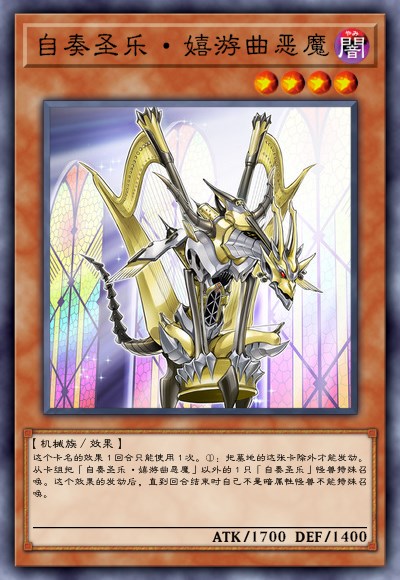 自奏圣乐·嬉游曲恶魔
やみ
闇
【机械族／效果】
这个卡名的效果1回合只能使用1次。①：把墓地的这张卡除外才能发动。
从卡组把「自奏圣乐·嬉游曲恶魔」以外的1只「自奏圣乐」怪兽特殊召
唤。这个效果的发动后，直到回合结束时自己不是暗属性怪兽不能特殊召
唤。
ATK/1700 DEF/1400